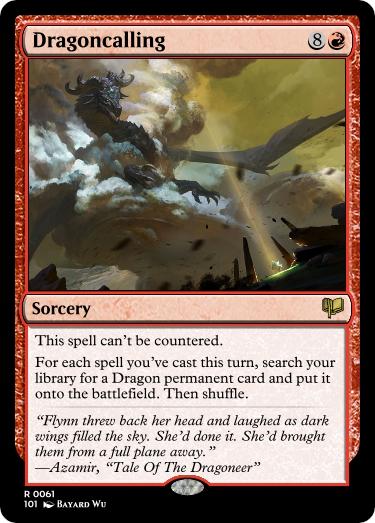 Dragoncalling 8
Sorcery
This spell can't be countered.
For each spell you've cast this turn, search your
library for a Dragon permanent card and put it
onto the battlefield. Then shuffle.
"Flynn threw back her head and laughed as dark
wings filled the sky. She'd done it. She'd brought
them from a full plane away."
—Azamir, "Tale Of The Dragoneer"
R 0061
101 Bayard Wu